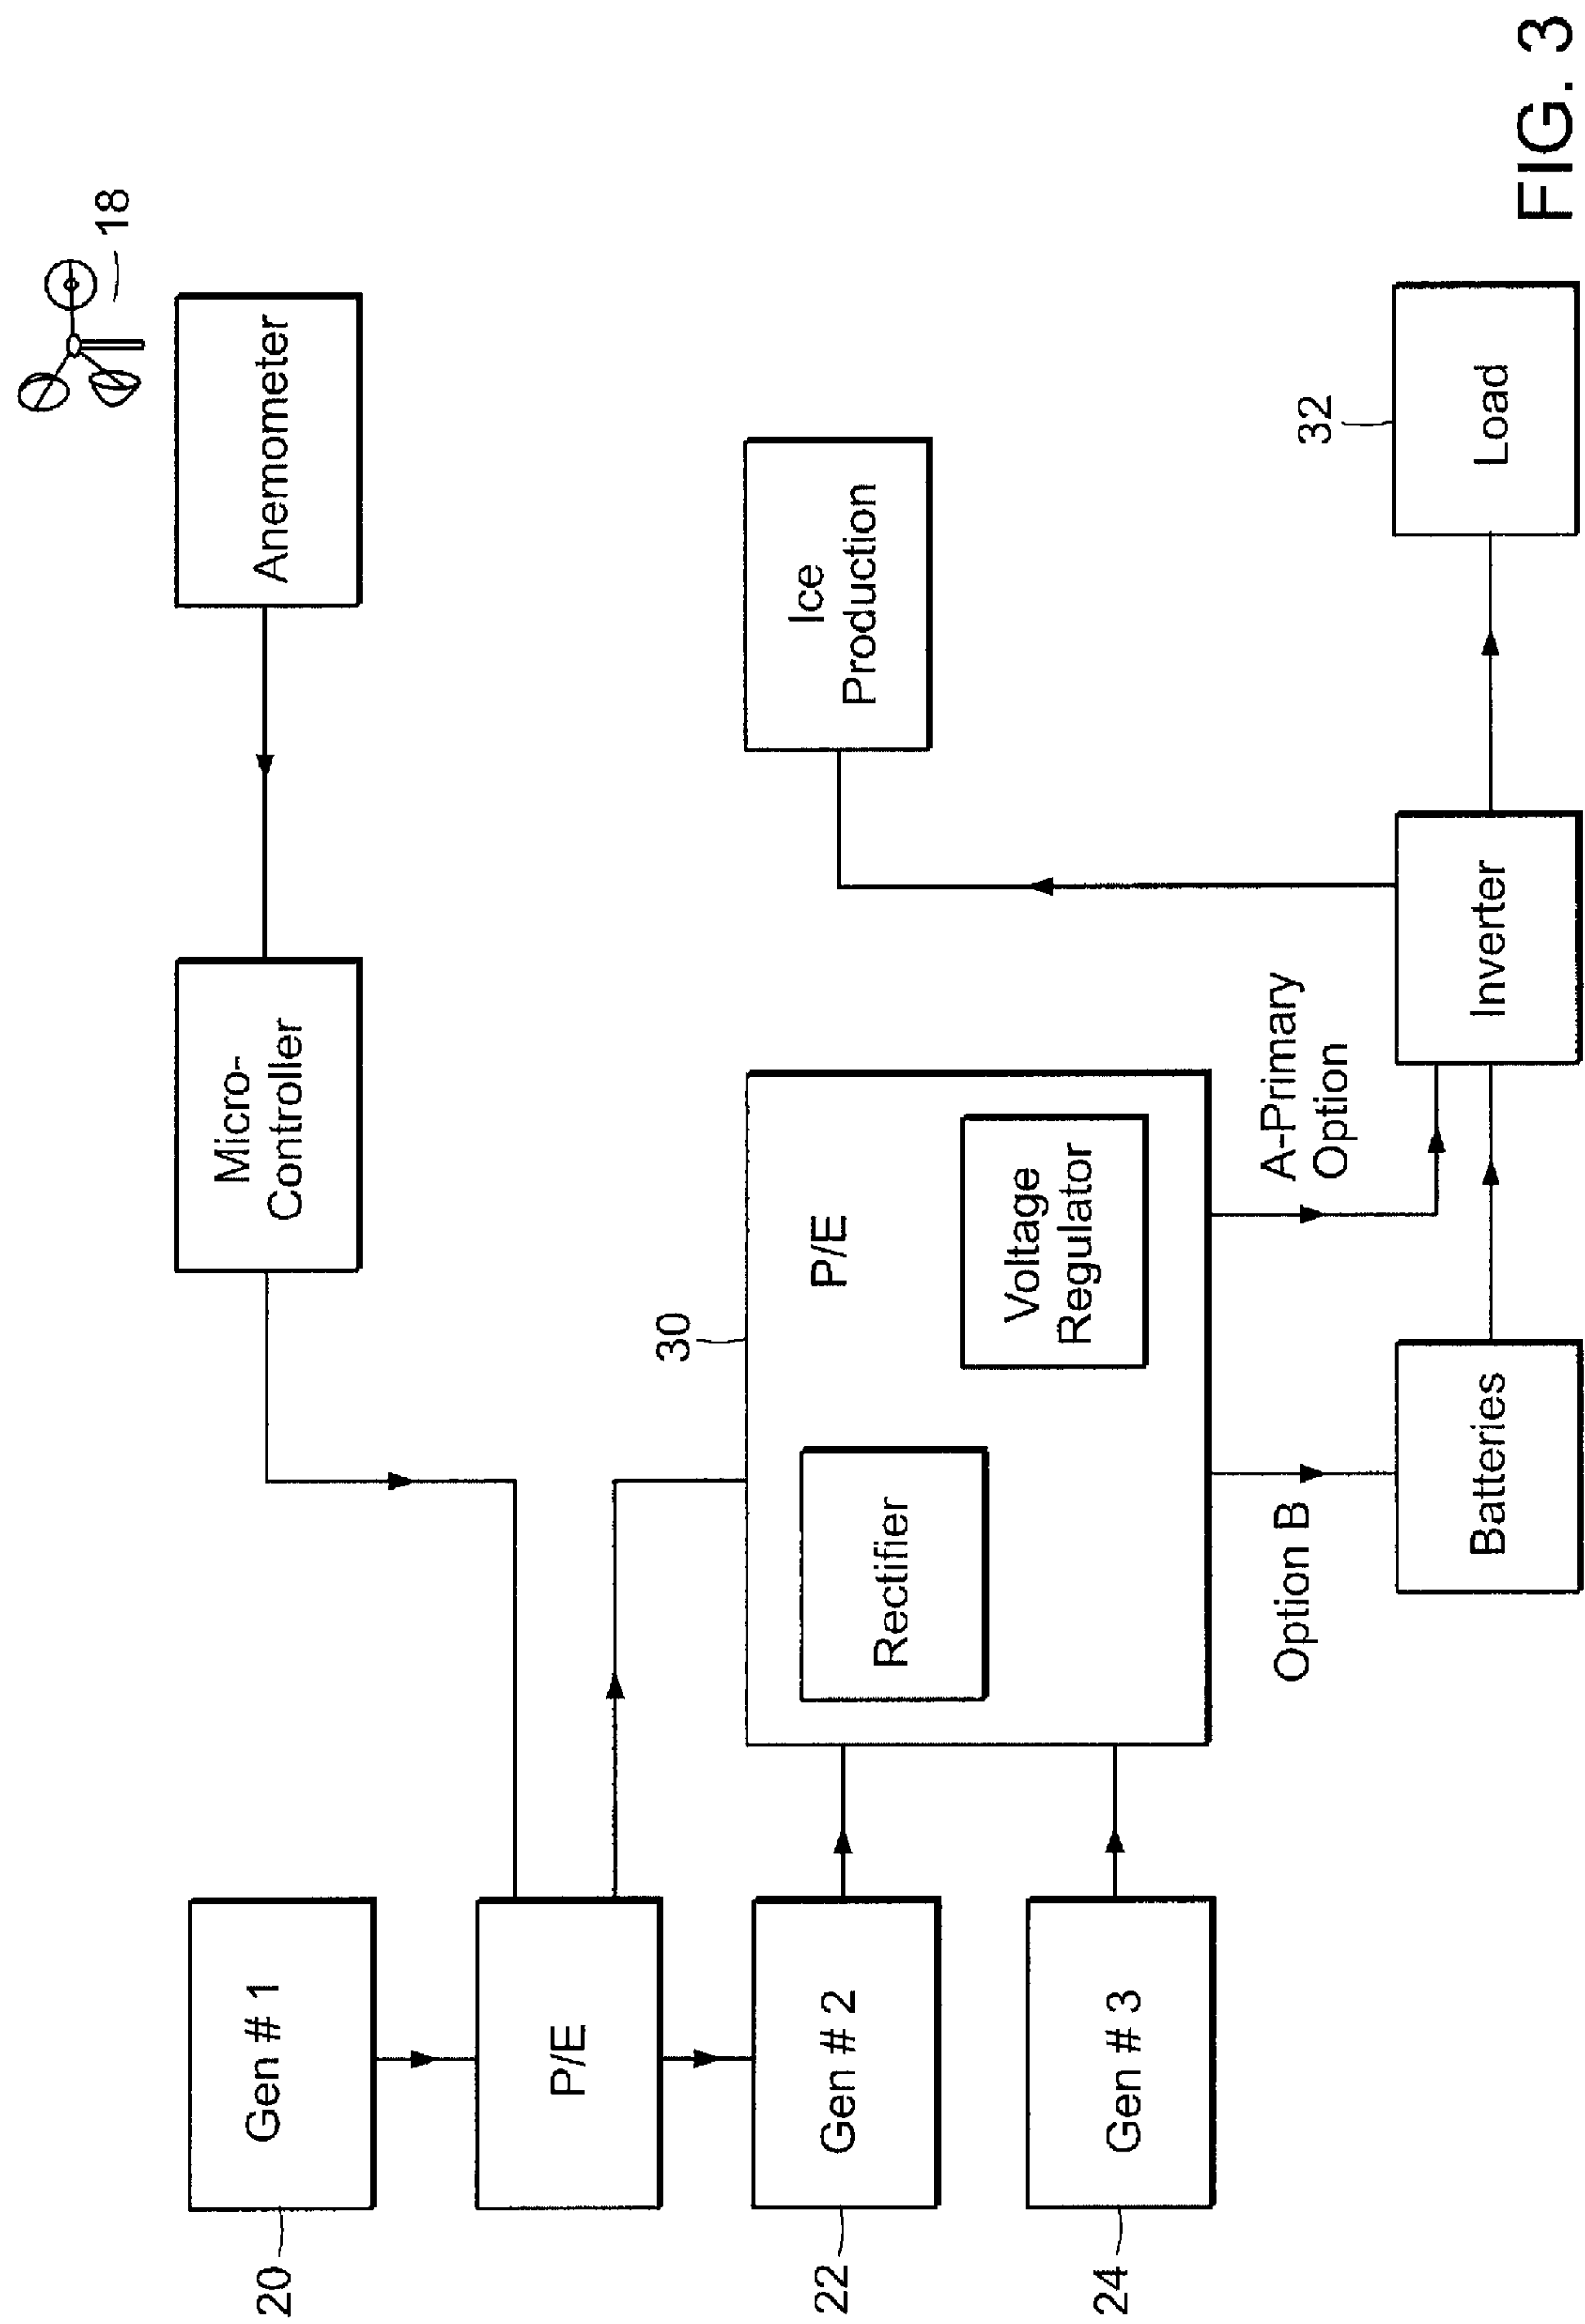 18
Anemometer
Micro-
Controller
20
Gen # 1
P/E
22
Gen # 2
24
Gen # 3
30
P/E
Rectifier
Voltage
Regulator
Ice
Production
A-Primary
Option
Option B
Batteries
Inverter
32
Load
FIG. 3